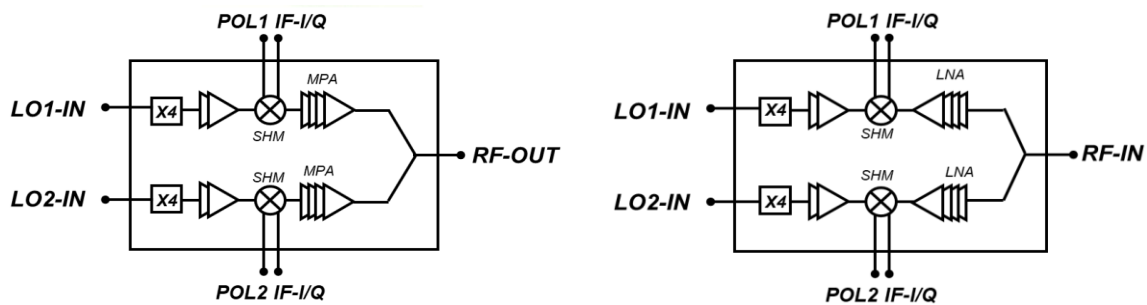 POL1 IF-I/Q
MPA
LO1-IN
X4
SHM
RF-OUT
SHM
MPA
LO2-IN
X4
POL2 IF-I/Q
POL1 IF-I/Q
LNA
LO1-IN
X4
SHM
RF-IN
SHM
LNA
LO2-IN
X4
POL2 IF-I/Q